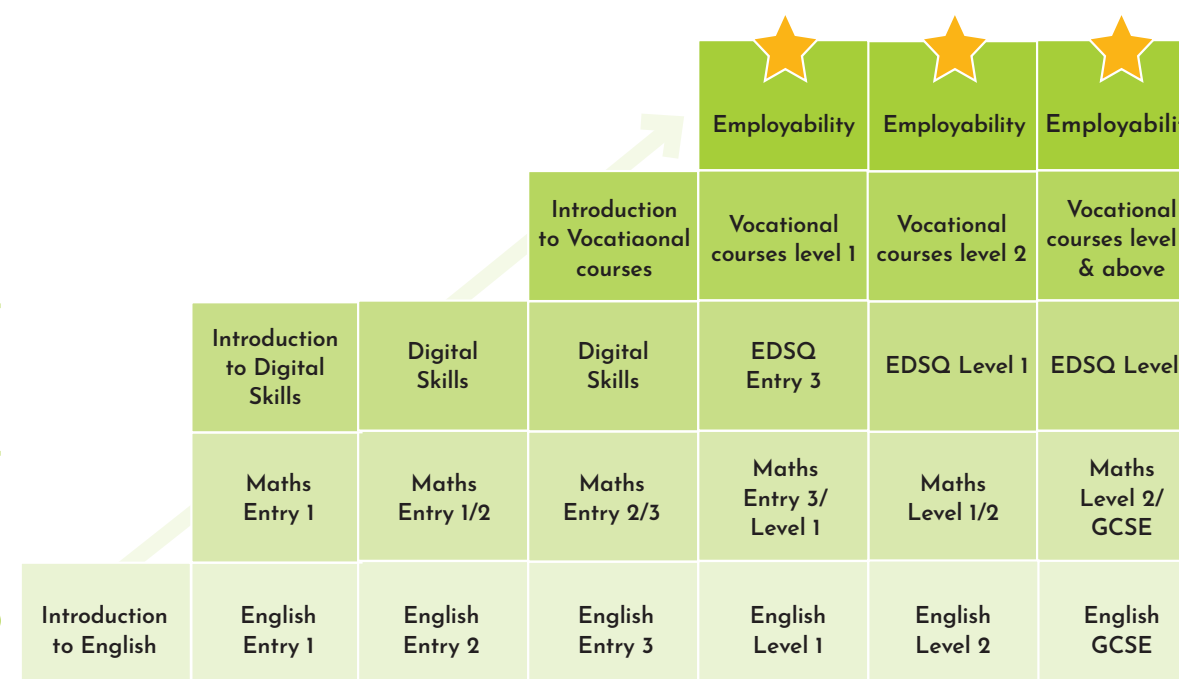 Employability
Employability
Employabili
Introduction
to Vocatiaonal
courses
Vocational
courses level 1
Vocational
courses level 2
Vocational
courses level
& above
Introduction
to Digital
Skills
Digital
Skills
Digital
Skills
EDSQ
Entry 3
EDSQ Level 1
EDSQ Level
Maths
Entry 1
Maths
Entry 1/2
Maths
Entry 2/3
Maths
Entry 3/
Level 1
Maths
Level 1/2
Maths
Level 2/
GCSE
Introduction
to English
English
Entry 1
English
Entry 2
English
Entry 3
English
Level 1
English
Level 2
English
GCSE